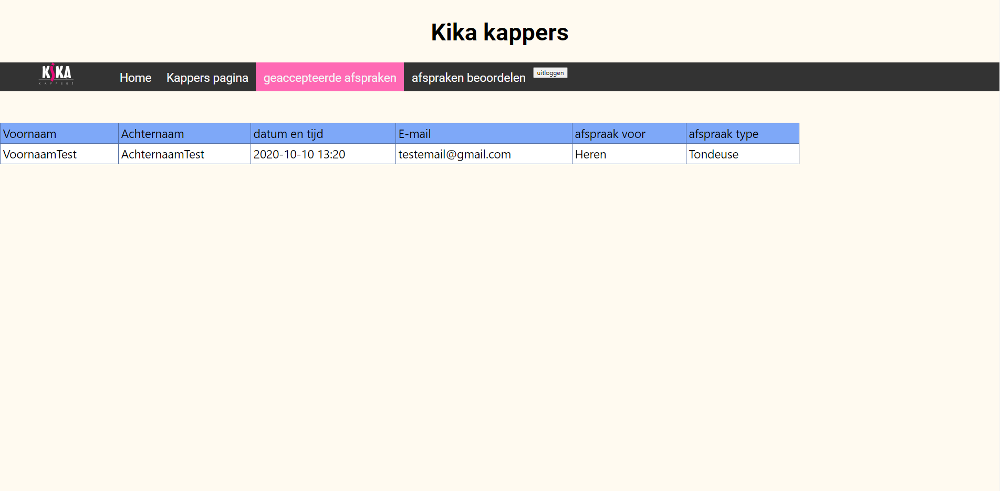 Kika kappers
KiKA
KAPPERS
Home Kappers pagina geaccepteerde afspraken afspraken beoordelen uitloggen
Voornaam Achternaam datum en tijd E-mail afspraak voor afspraak type
VoornaamTest AchternaamTest 2020-10-10 13:20 testemail@gmail.com Heren Tondeuse